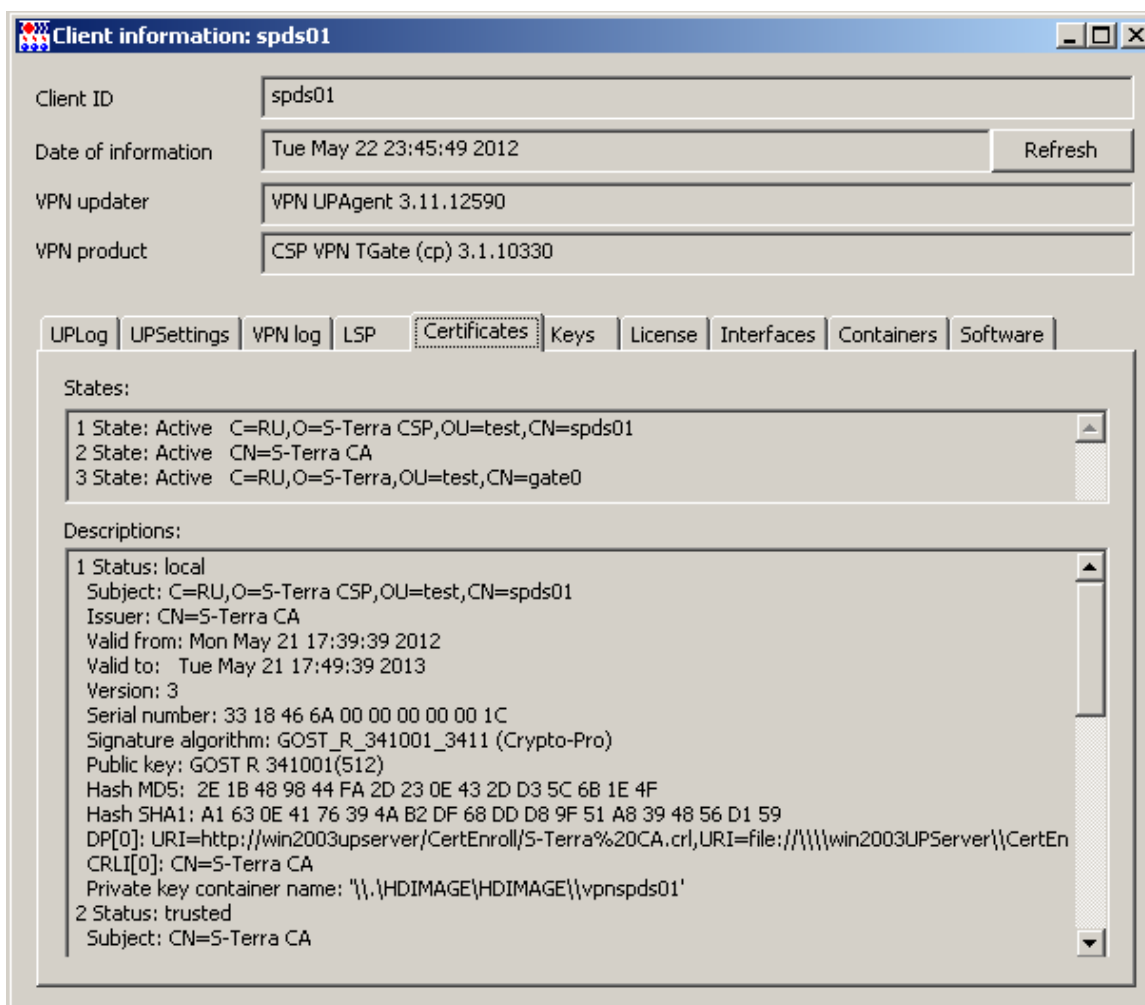 Client information: spds01
Client ID spds01
Date of information Tue May 22 23:45:49 2012 Refresh
VPN updater VPN UPAgent 3.11.12590
VPN product CSP VPN TGate (cp) 3.1.10330
UPLog UPSettings VPN log LSP Certificates Keys License Interfaces Containers Software
States:
1 State: Active C=RU,O=S-Terra CSP,OU=test,CN=spds01
2 State: Active CN=S-Terra CA
3 State: Active C=RU,O=S-Terra,OU=test,CN=gate0
Descriptions:
1 Status: local
Subject: C=RU,O=S-Terra CSP,OU=test,CN=spds01
Issuer: CN=S-Terra CA
Valid from: Mon May 21 17:39:39 2012
Valid to: Tue May 21 17:49:39 2013
Version: 3
Serial number: 33 18 46 6A 00 00 00 00 00 1C
Signature algorithm: GOST_R_341001_3411 (Crypto-Pro)
Public key: GOST R 341001(512)
Hash MD5: 2E 1B 48 98 44 FA 2D 23 0E 43 2D D3 5C 6B 1E 4F
Hash SHA1: A1 63 0E 41 76 39 4A B2 DF 68 DD D8 9F 51 A8 39 48 56 D1 59
DP[0]: URI=http://win2003upserver/CertEnroll/S-Terra%20CA.crl,URI=file://\\\\win2003UPServer\\CertEn
CRLI[0]: CN=S-Terra CA
Private key container name: '\\.\HDIMAGE\HDIMAGE\\vpnspds01'
2 Status: trusted
Subject: CN=S-Terra CA